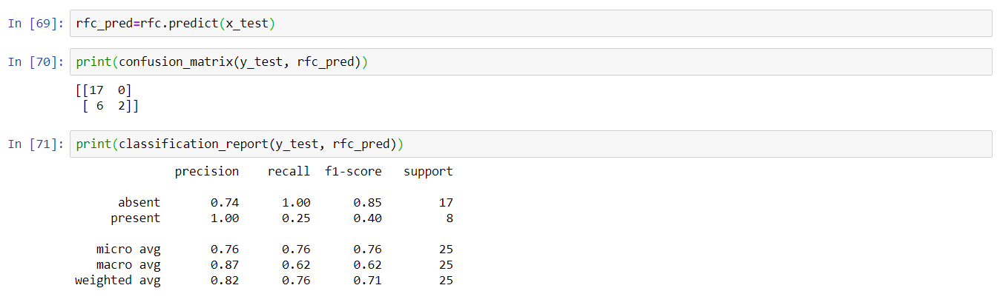 In [69]: rfc_pred=rfc.predict(x_test)
In [70]: print(confusion_matrix(y_test, rfc_pred))
[[17  0]
 [ 6  2]]
In [71]: print(classification_report(y_test, rfc_pred))
              precision    recall  f1-score   support
      absent       0.74      1.00      0.85        17
     present       1.00      0.25      0.40         8
   micro avg       0.76      0.76      0.76        25
   macro avg       0.87      0.62      0.62        25
weighted avg       0.82      0.76      0.71        25